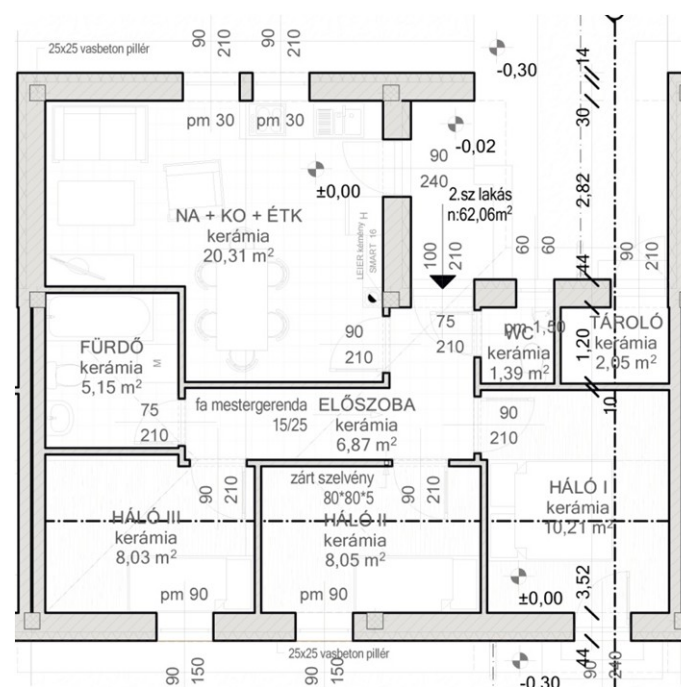 25x25 vasbeton pillér
90
210
90
210
-0,30
14
pm 30
pm 30
30
-0,02
±0,00
90
240
2.sz lakás
n:62,06m²
2,82
NA + KO + ÉTK
kerámia
20,31 m²
LEIER kémény H
SMART 16
100
210
60
60
90
210
44
FÜRDŐ
kerámia
5,15 m²
M
90
210
75
210
pm 1,50
WC
kerámia
1,39 m²
1,20
TÁROLÓ
kerámia
2,05 m²
10
75
210
fa mestergerenda
15/25
ELŐSZOBA
kerámia
6,87 m²
90
210
90
210
zárt szelvény
80*80*5
90
210
HÁLÓ III
kerámia
8,03 m²
HÁLÓ II
kerámia
8,05 m²
HÁLÓ I
kerámia
10,21 m²
pm 90
pm 90
±0,00
3,52
25x25 vasbeton pillér
44
90
150
90
150
-0,30
90
240